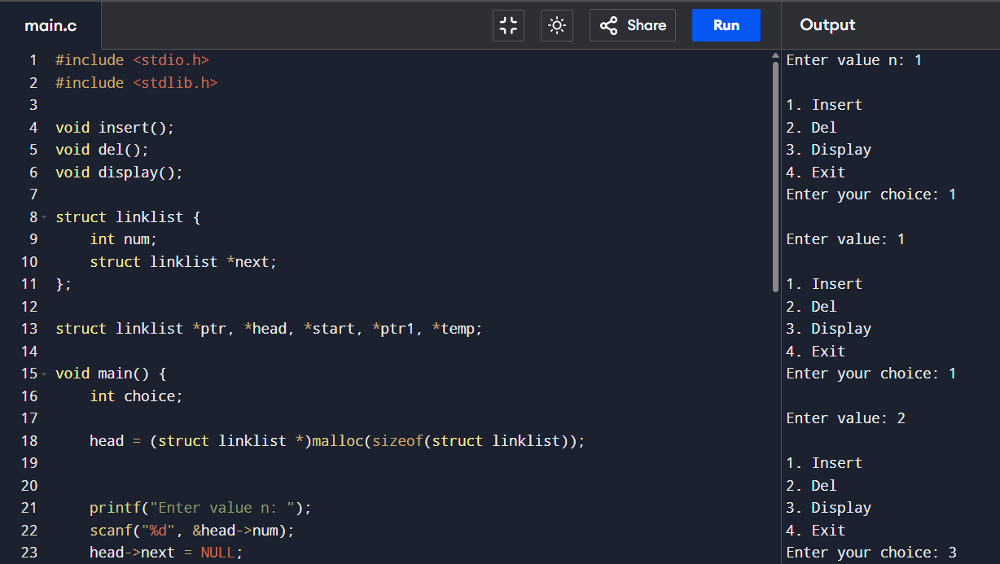 main.c
Share
Run
Output
1 #include <stdio.h>
2 #include <stdlib.h>
3
4 void insert();
5 void del();
6 void display();
7
8 struct linklist {
9     int num;
10     struct linklist *next;
11 };
12
13 struct linklist *ptr, *head, *start, *ptr1, *temp;
14
15 void main() {
16     int choice;
17
18     head = (struct linklist *)malloc(sizeof(struct linklist));
19
20
21     printf("Enter value n: ");
22     scanf("%d", &head->num);
23     head->next = NULL;
Enter value n: 1

1. Insert
2. Del
3. Display
4. Exit
Enter your choice: 1

Enter value: 1

1. Insert
2. Del
3. Display
4. Exit
Enter your choice: 1

Enter value: 2

1. Insert
2. Del
3. Display
4. Exit
Enter your choice: 3